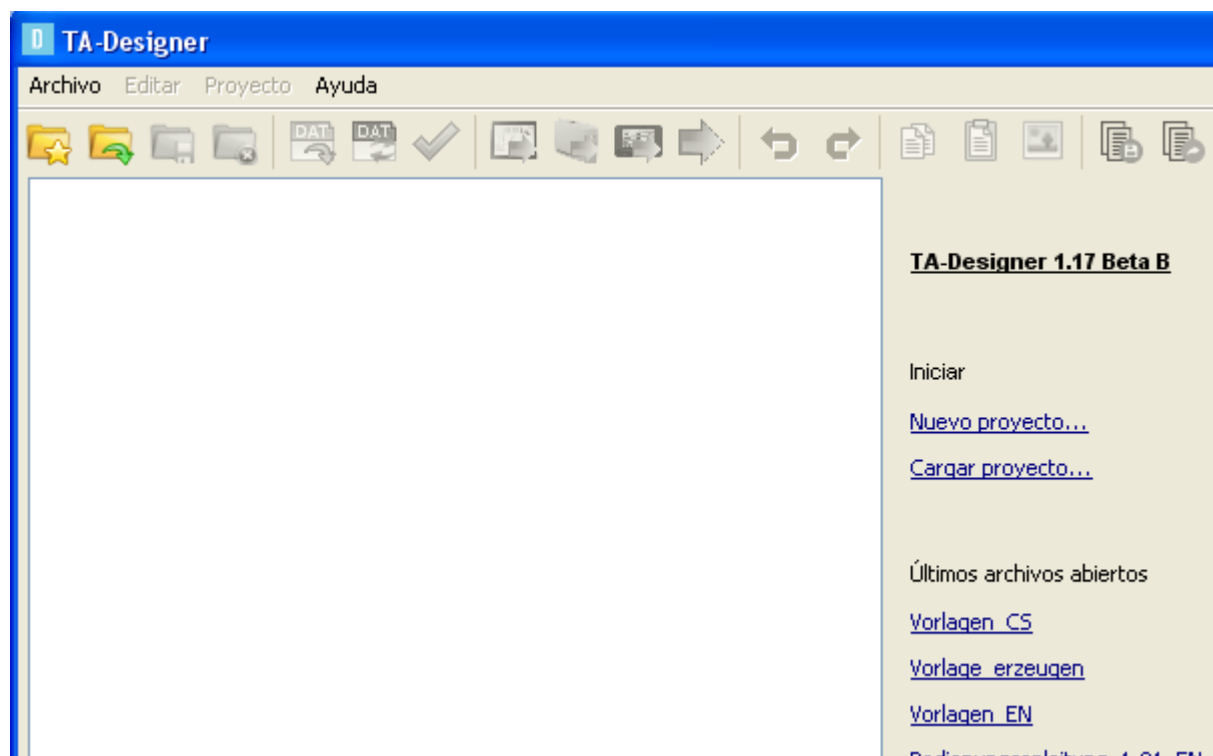 D TA-Designer
Archivo Editar Proyecto Ayuda
DAT DAT
TA-Designer 1.17 Beta B
Iniciar
Nuevo proyecto...
Cargar proyecto...
Últimos archivos abiertos
Vorlagen_CS
Vorlage_erzeugen
Vorlagen_EN